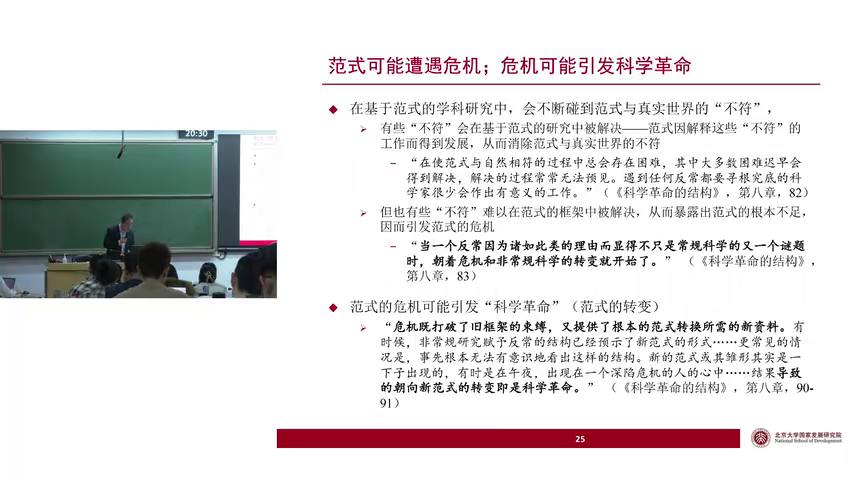 范式可能遭遇危机；危机可能引发科学革命
在基于范式的学科研究中，会不断碰到范式与真实世界的“不符”，
有些“不符”会在基于范式的研究中被解决——范式因解释这些“不符”的
工作而得到发展，从而消除范式与真实世界的不符
“在使范式与自然相符的过程中总会存在困难，其中大多数困难迟早会
得到解决，解决的过程常常无法预见。遇到任何反常都要寻根究底的科
学家很少会作出有意义的工作。”（《科学革命的结构》，第八章，82）
但也有些“不符”难以在范式的框架中被解决，从而暴露出范式的根本不足，
因而引发范式的危机
“当一个反常因为诸如此类的理由而显得不只是常规科学的又一个谜题
时，朝着危机和非常规科学的转变就开始了。”（《科学革命的结构》，
第八章，83）
范式的危机可能引发“科学革命”（范式的转变）
“危机既打破了旧框架的束缚，又提供了根本的范式转换所需的新资料。有
时候，非常规研究赋予反常的结构已经预示了新范式的形式……更常见的情
况是，事先根本无法有意识地看出这样的结构。新的范式或其雏形其实是一
下子出现的，有时是在午夜，出现在一个深陷危机的人的心中……结果导致
的朝向新范式的转变即是科学革命。”（《科学革命的结构》，第八章，90-
91）
20:30
25
北京大学国家发展研究院
National School of Development